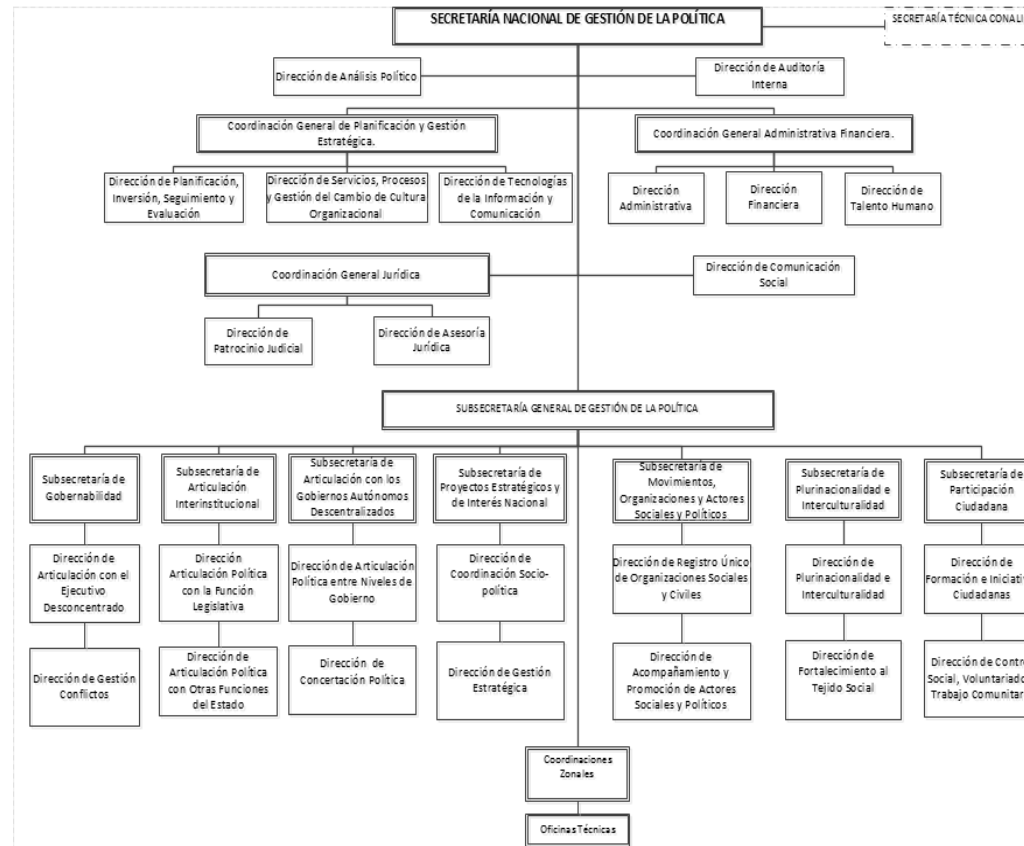 SECRETARÍA NACIONAL DE GESTIÓN DE LA POLÍTICA
SECRETARÍA TÉCNICA
Dirección de Análisis Político
Dirección de Auditoría
Interna
Coordinación General de Planificación y Gestión
Estratégica.
Coordinación General Administrativa Financiera.
Dirección de Planificación,
Inversión, Seguimiento y
Evaluación
Dirección de Servicios, Procesos
y Gestión del Cambio de Cultura
Organizacional
Dirección de Tecnologías
de la Información y
Comunicación
Dirección
Administrativa
Dirección
Financiera
Dirección de
Talento Humano
Coordinación General Jurídica
Dirección de Comunicación
Social
Dirección de
Patrocinio Judicial
Dirección de Asesoría
Jurídica
SUBSECRETARÍA GENERAL DE GESTIÓN DE LA POLÍTICA
Subsecretaría de
Gobernabilidad
Subsecretaría de
Articulación
Interinstitucional
Subsecretaría de
Articulación con los
Gobiernos Autónomos
Descentralizados
Subsecretaría de
Proyectos Estratégicos y
de Interés Nacional
Subsecretaría de
Movimientos,
Organizaciones y Actores
Sociales y Políticos
Subsecretaría de
Plurinacionalidad e
Interculturalidad
Subsecretaría de
Participación
Ciudadana
Dirección de
Articulación con el
Ejecutivo
Desconcentrado
Dirección
Articulación Política
con la Función
Legislativa
Dirección de Articulación
Política entre Niveles de
Gobierno
Dirección de
Coordinación Socio-
política
Dirección de Registro Único
de Organizaciones Sociales
y Civiles
Dirección de
Plurinacionalidad e
Interculturalidad
Dirección de
Formación e
Ciudadanas
Dirección de Gestión
Conflictos
Dirección de
Articulación Política
con Otras Funciones
del Estado
Dirección de
Concertación Política
Dirección de Gestión
Estratégica
Dirección de
Acompañamiento y
Promoción de Actores
Sociales y Políticos
Dirección de
Fortalecimiento al
Tejido Social
Dirección de
Social, Voluntariado
Trabajo
Coordinaciones
Zonales
Oficinas Técnicas